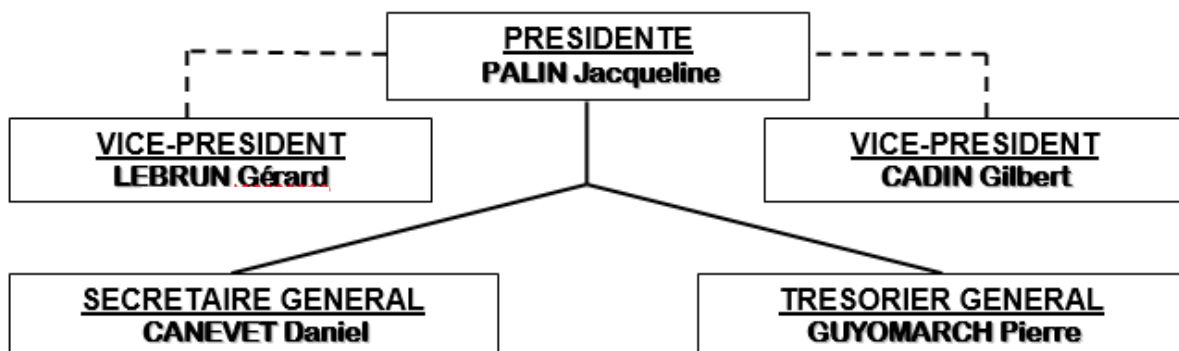 PRESIDENTE
PALIN Jacqueline
VICE-PRESIDENT
LEBRUN Gérard
VICE-PRESIDENT
CADIN Gilbert
SECRETAIRE GENERAL
CANEVET Daniel
TRESORIER GENERAL
GUYOMARCH Pierre